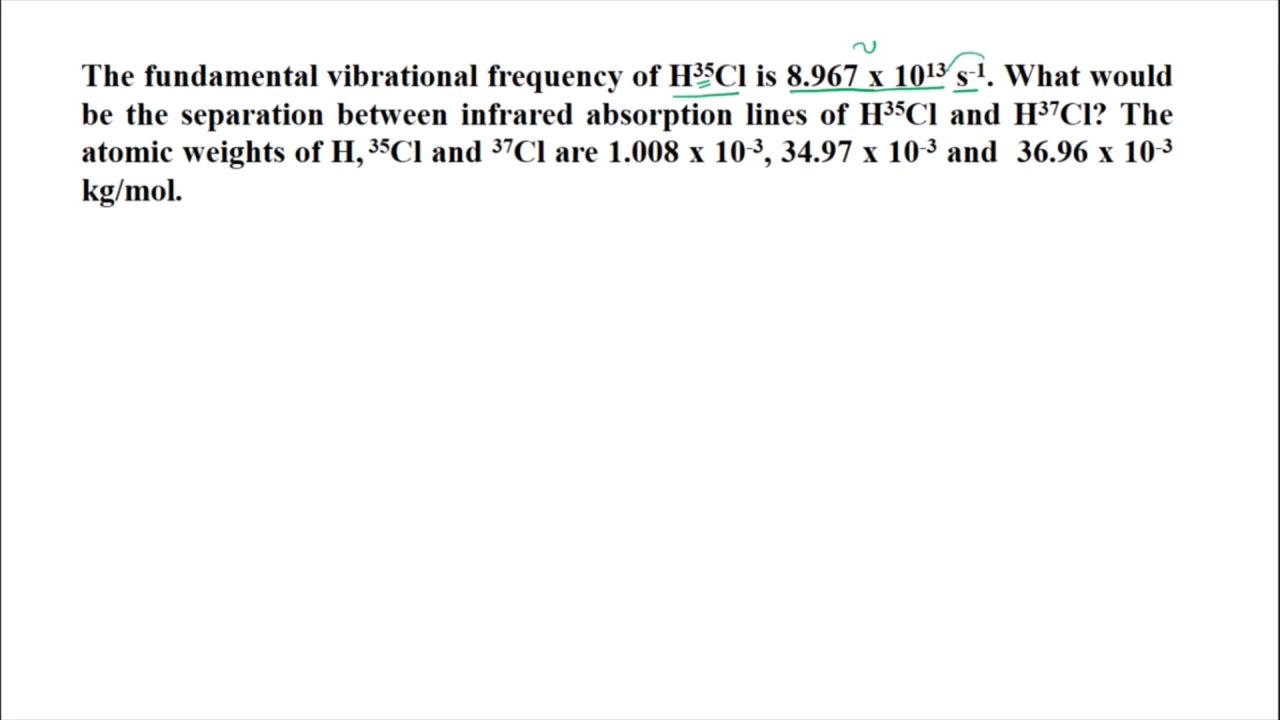 The fundamental vibrational frequency of H³⁵Cl is 8.967 x 10¹³ s⁻¹. What would
be the separation between infrared absorption lines of H³⁵Cl and H³⁷Cl? The
atomic weights of H, ³⁵Cl and ³⁷Cl are 1.008 x 10⁻³, 34.97 x 10⁻³ and 36.96 x 10⁻³
kg/mol.